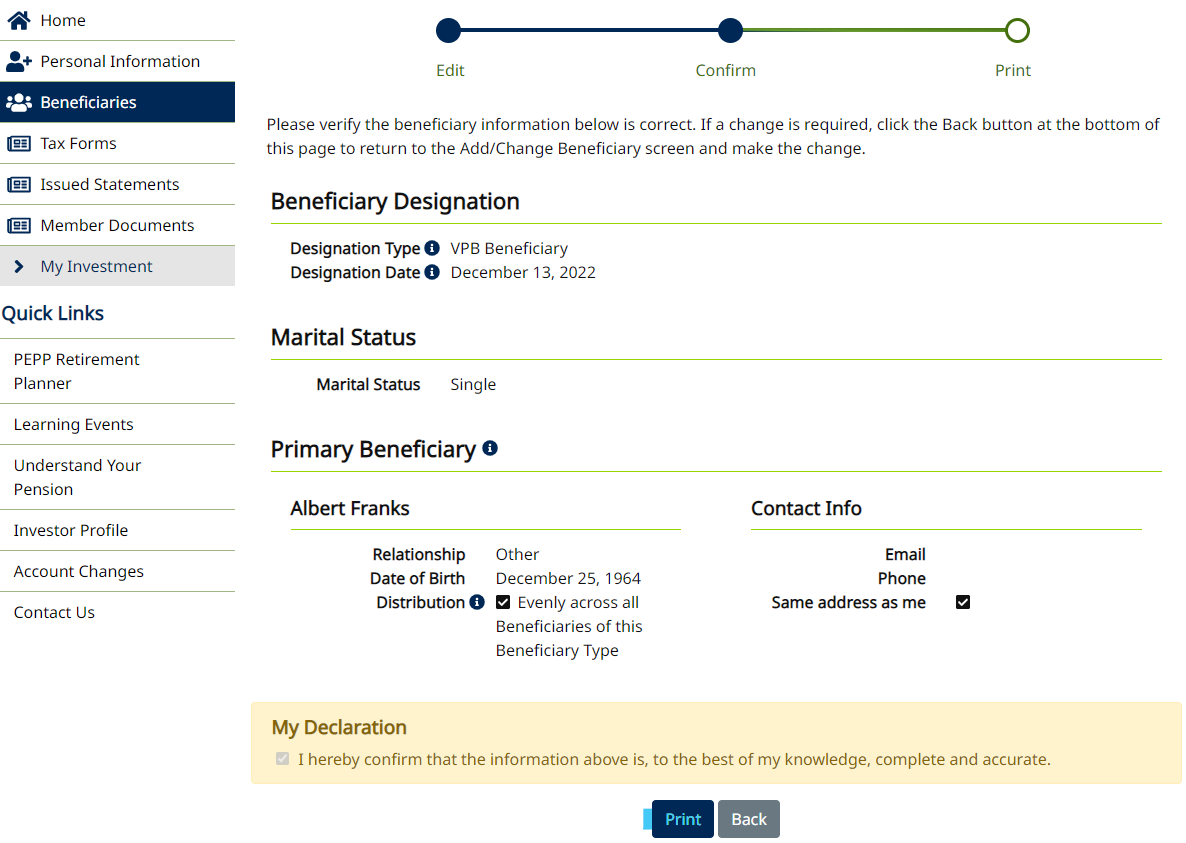 Home
Personal Information
Beneficiaries
Tax Forms
Issued Statements
Member Documents
My Investment
Quick Links
PEPP Retirement
Planner
Learning Events
Understand Your
Pension
Investor Profile
Account Changes
Contact Us
Edit
Confirm
Print
Please verify the beneficiary information below is correct. If a change is required, click the Back button at the bottom of
this page to return to the Add/Change Beneficiary screen and make the change.
Beneficiary Designation
Designation Type VPB Beneficiary
Designation Date December 13, 2022
Marital Status
Marital Status Single
Primary Beneficiary
Albert Franks
Relationship Other
Date of Birth December 25, 1964
Distribution Evenly across all
Beneficiaries of this
Beneficiary Type
Contact Info
Email
Phone
Same address as me
My Declaration
I hereby confirm that the information above is, to the best of my knowledge, complete and accurate.
Print Back